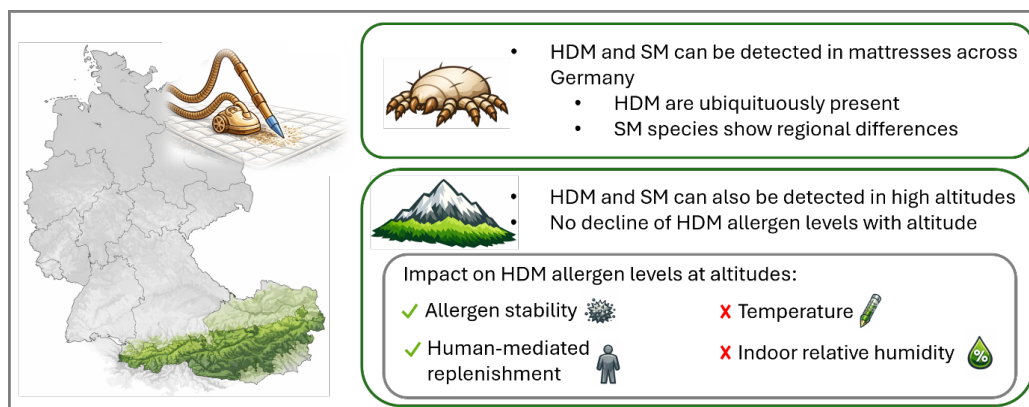 • HDM and SM can be detected in mattresses across
Germany
• HDM are ubiquituously present
• SM species show regional differences
• HDM and SM can also be detected in high altitudes
• No decline of HDM allergen levels with altitude
Impact on HDM allergen levels at altitudes:
✓ Allergen stability
✗ Temperature
✓ Human-mediated
replenishment
✗ Indoor relative humidity
%